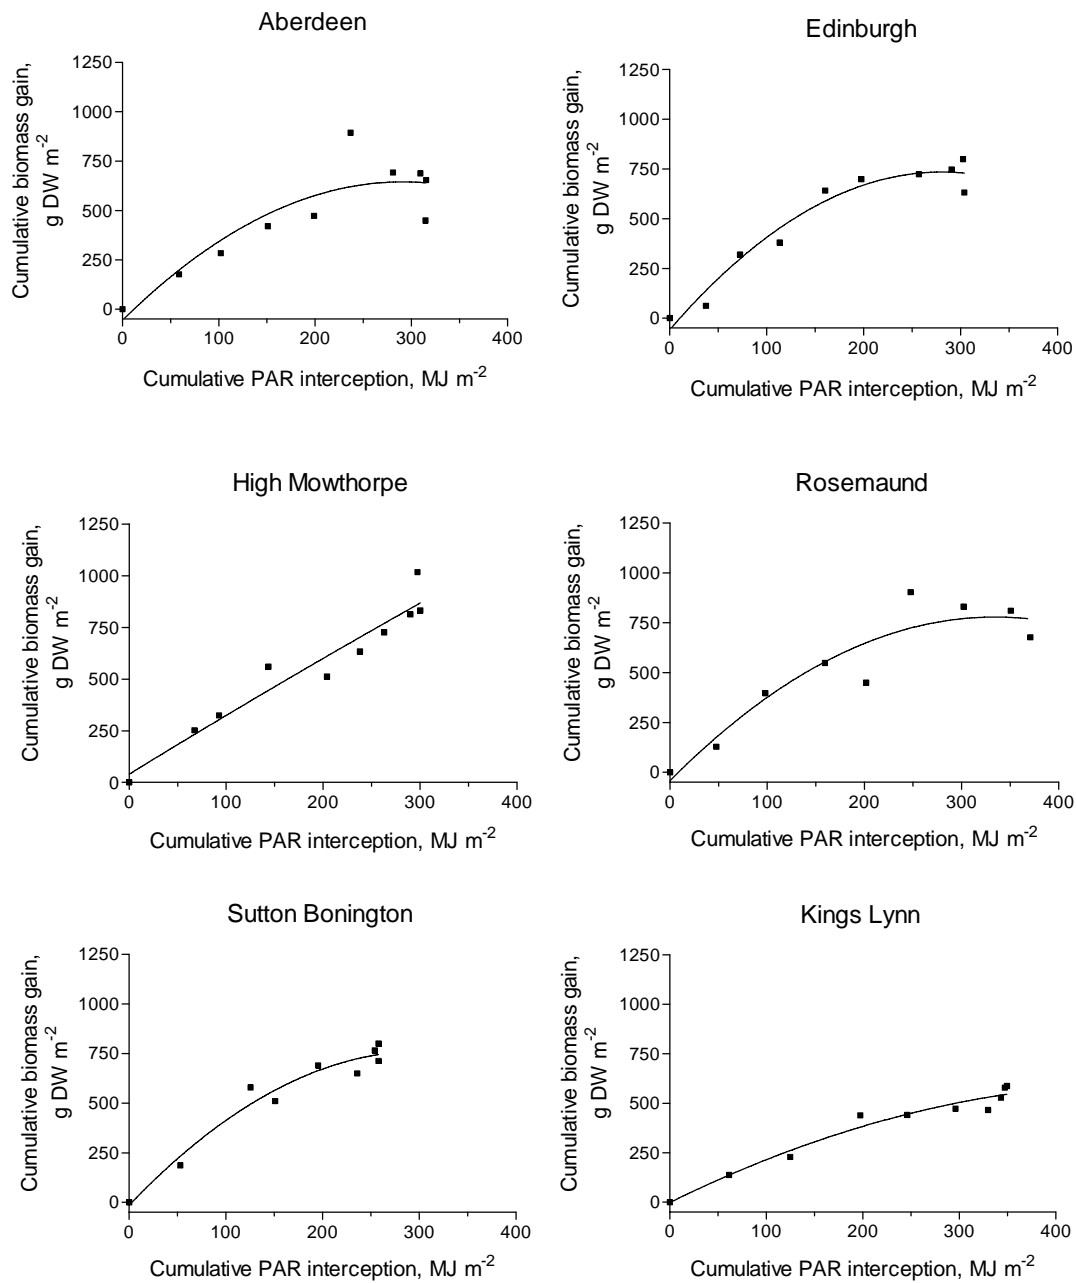 Aberdeen
Cumulative biomass gain,
g DW m-2
1250
1000
750
500
250
0
0 100 200 300 400
Cumulative PAR interception, MJ m-2
Edinburgh
Cumulative biomass gain,
g DW m-2
1250
1000
750
500
250
0
0 100 200 300 400
Cumulative PAR interception, MJ m-2
High Mowthorpe
Cumulative biomass gain,
g DW m-2
1250
1000
750
500
250
0
0 100 200 300 400
Cumulative PAR interception, MJ m-2
Rosemaund
Cumulative biomass gain,
g DW m-2
1250
1000
750
500
250
0
0 100 200 300 400
Cumulative PAR interception, MJ m-2
Sutton Bonington
Cumulative biomass gain,
g DW m-2
1250
1000
750
500
250
0
0 100 200 300 400
Cumulative PAR interception, MJ m-2
Kings Lynn
Cumulative biomass gain,
g DW m-2
1250
1000
750
500
250
0
0 100 200 300 400
Cumulative PAR interception, MJ m-2